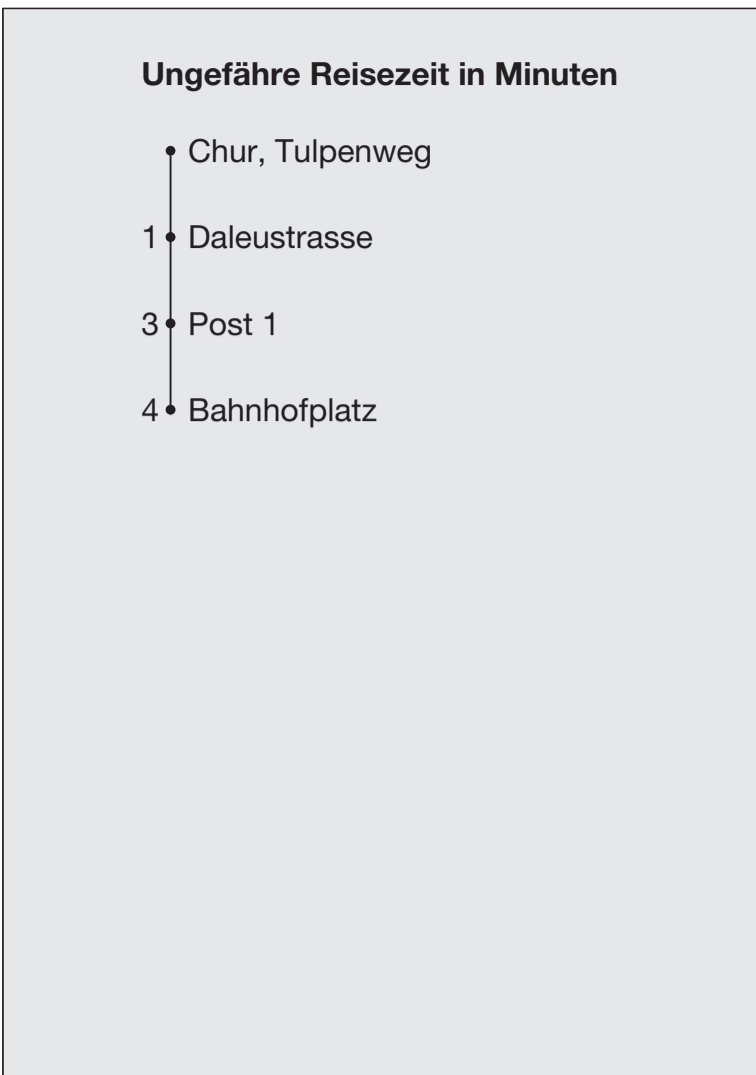 Ungefähre Reisezeit in Minuten
Chur, Tulpenweg
1 Daleustrasse
3 Post 1
4 Bahnhofplatz